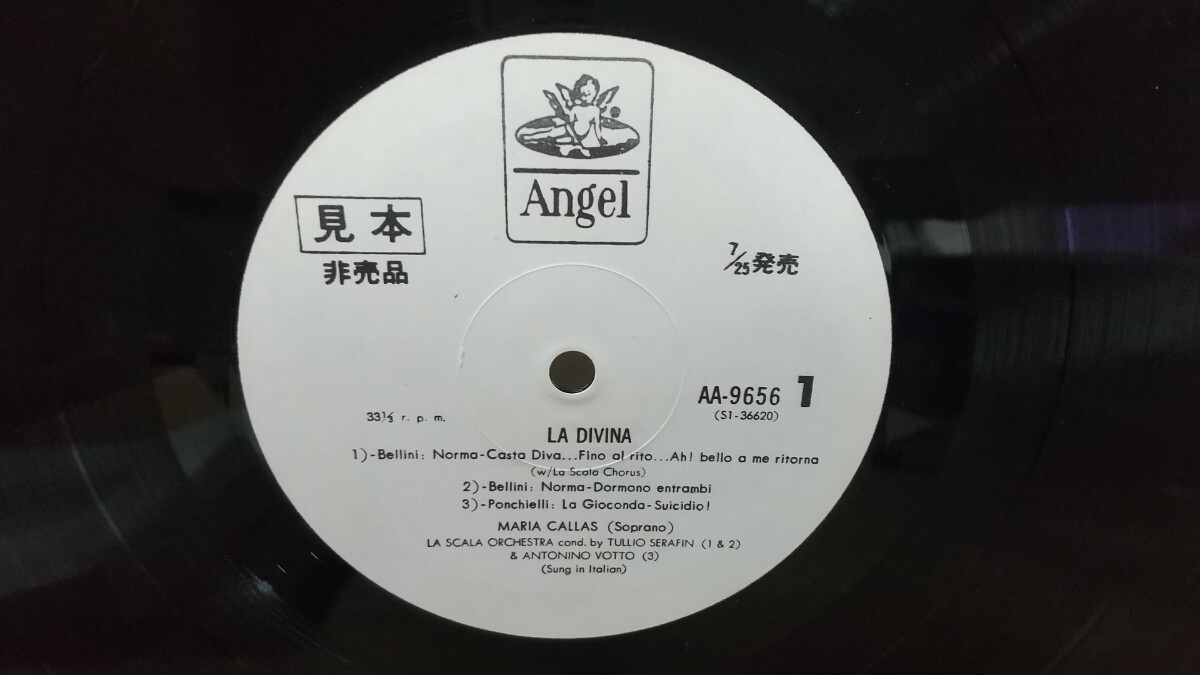 Angel
見本
非売品
7/25発売
33⅓ r. p. m.
AA-9656 1
(S1-36620)
LA DIVINA
1)-Bellini: Norma-Casta Diva...Fino al rito...Ah! bello a me ritorna
(w/La Scala Chorus)
2)-Bellini: Norma-Dormono entrambi
3)-Ponchielli: La Gioconda-Suicidio!
MARIA CALLAS (Soprano)
LA SCALA ORCHESTRA cond. by TULLIO SERAFIN (1 & 2)
& ANTONINO VOTTO (3)
(Sung in Italian)